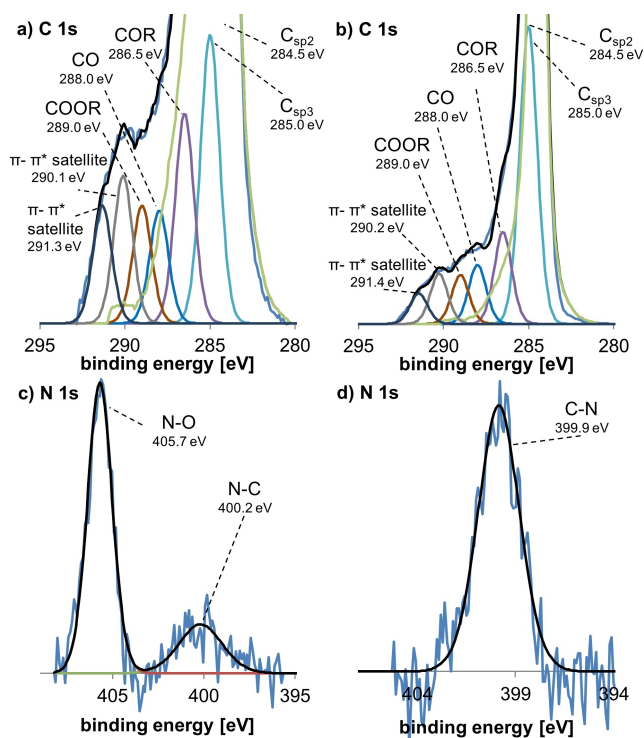 a) C 1s
COR
286.5 eV
CO
288.0 eV
COOR
289.0 eV
π- π* satellite
290.1 eV
π- π*
satellite
291.3 eV
Csp2
284.5 eV
Csp3
285.0 eV
295 290 285 280
binding energy [eV]
b) C 1s
COR
286.5 eV
CO
288.0 eV
COOR
289.0 eV
π- π* satellite
290.2 eV
π- π* satellite
291.4 eV
Csp2
284.5 eV
Csp3
285.0 eV
295 290 285 280
binding energy [eV]
c) N 1s
N-O
405.7 eV
N-C
400.2 eV
405 400 395
binding energy [eV]
d) N 1s
C-N
399.9 eV
404 399 394
binding energy [eV]